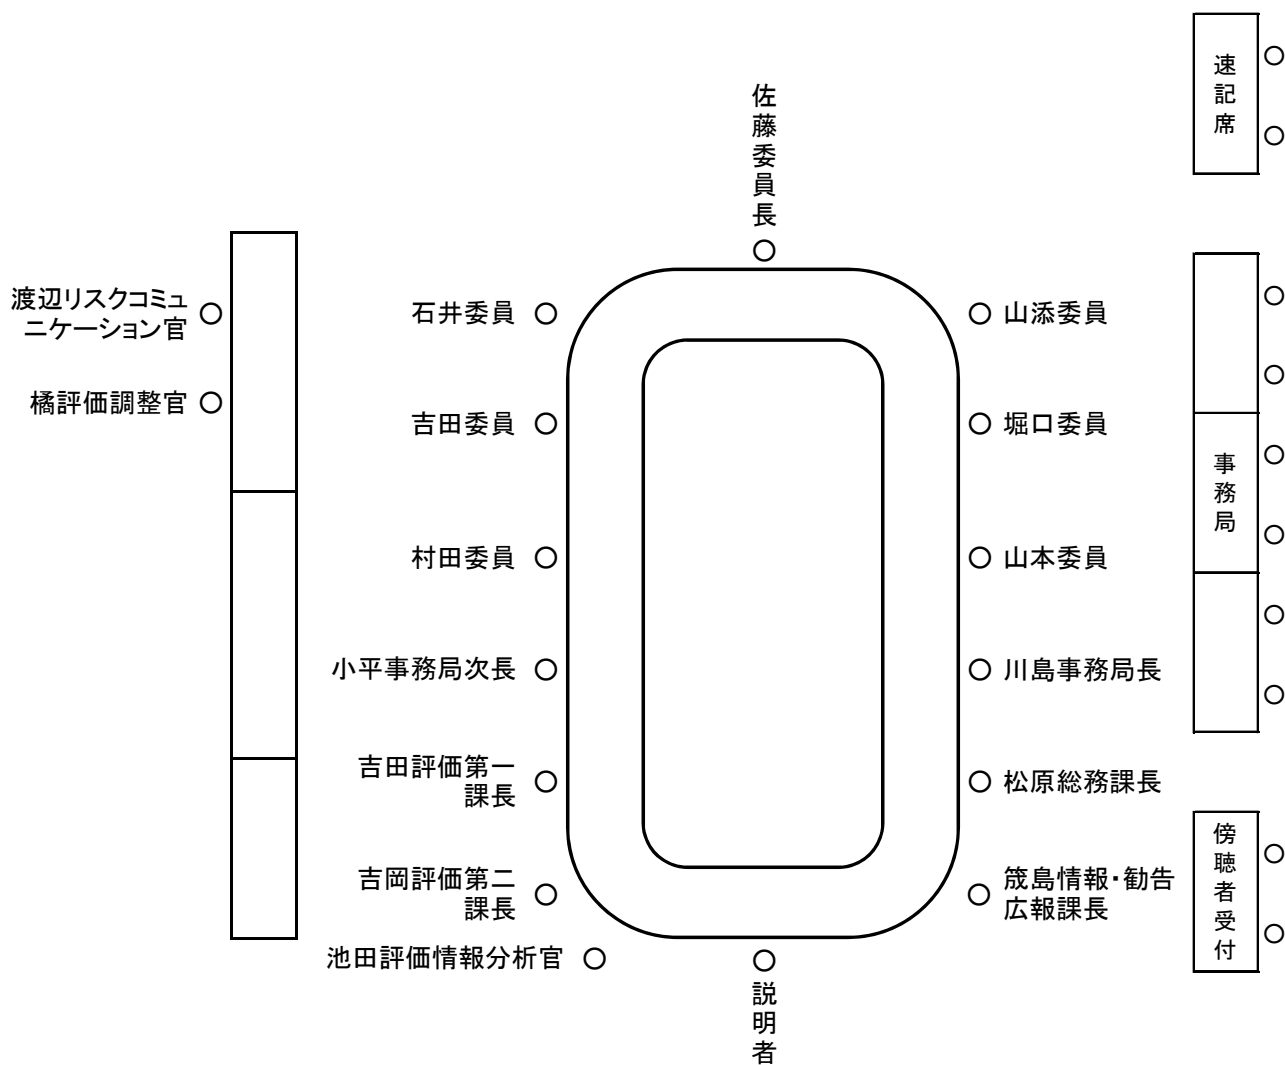 速記席
佐藤委員長
渡辺リスクコミュ
ニケーション官
橘評価調整官
石井委員
吉田委員
村田委員
小平事務局次長
吉田評価第一
課長
吉岡評価第二
課長
池田評価情報分析官
説明者
山添委員
堀口委員
山本委員
川島事務局長
松原総務課長
筬島情報・勧告
広報課長
事務局
傍聴者受付